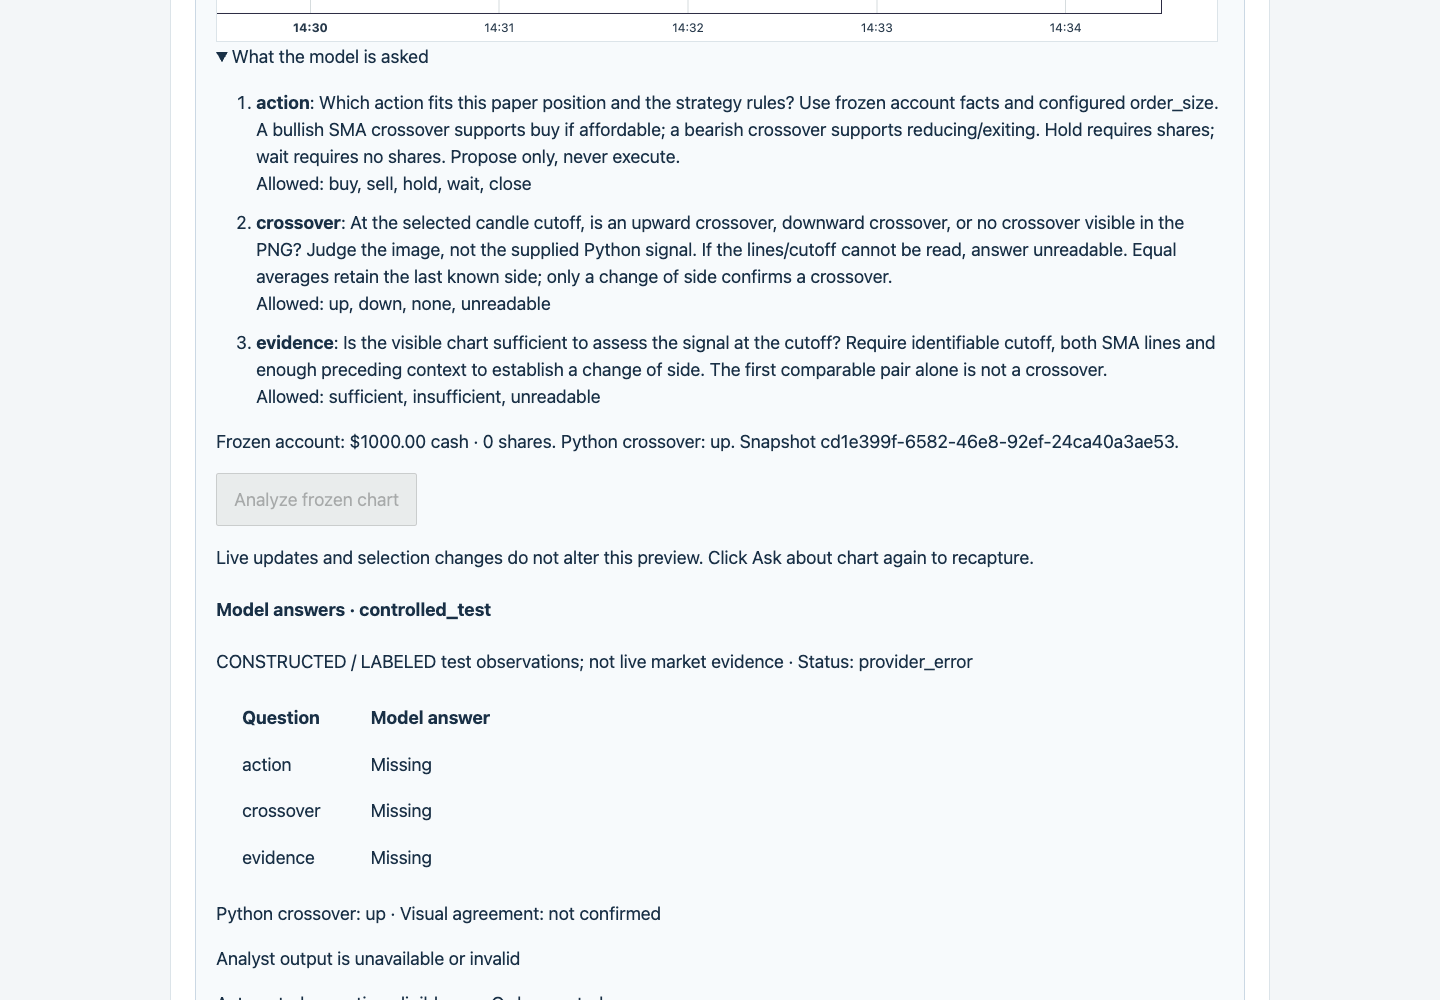 14:30 14:31 14:32 14:33 14:34
▼ What the model is asked
1. action: Which action fits this paper position and the strategy rules? Use frozen account facts and configured order_size.
A bullish SMA crossover supports buy if affordable; a bearish crossover supports reducing/exiting. Hold requires shares;
wait requires no shares. Propose only, never execute.
Allowed: buy, sell, hold, wait, close
2. crossover: At the selected candle cutoff, is an upward crossover, downward crossover, or no crossover visible in the
PNG? Judge the image, not the supplied Python signal. If the lines/cutoff cannot be read, answer unreadable. Equal
averages retain the last known side; only a change of side confirms a crossover.
Allowed: up, down, none, unreadable
3. evidence: Is the visible chart sufficient to assess the signal at the cutoff? Require identifiable cutoff, both SMA lines and
enough preceding context to establish a change of side. The first comparable pair alone is not a crossover.
Allowed: sufficient, insufficient, unreadable
Frozen account: $1000.00 cash · 0 shares. Python crossover: up. Snapshot cd1e399f-6582-46e8-92ef-24ca40a3ae53.
Analyze frozen chart
Live updates and selection changes do not alter this preview. Click Ask about chart again to recapture.
Model answers · controlled_test
CONSTRUCTED / LABELED test observations; not live market evidence · Status: provider_error
Question Model answer
action Missing
crossover Missing
evidence Missing
Python crossover: up · Visual agreement: not confirmed
Analyst output is unavailable or invalid